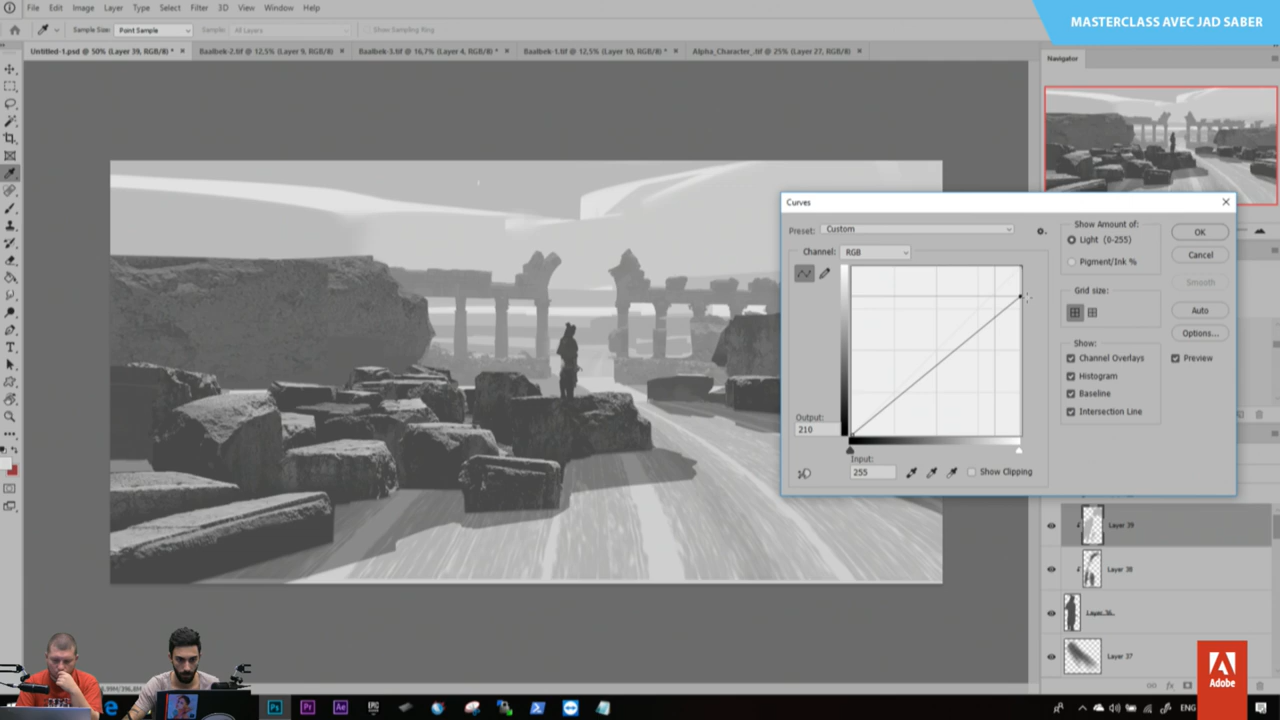 MASTERCLASS AVEC JAD SABER
File Edit Image Layer Type Select Filter 3D View Window Help
Sample Size: Point Sample Sample: All Layers Show Sampling Ring
Untitled-1.psd @ 50% (Layer 39, RGB/8) * × Baalbek-2.tif @ 12,5% (Layer 9, RGB/8) × Baalbek-3.tif @ 16,7% (Layer 4, RGB/8) * × Baalbek-1.tif @ 12,5% (Layer 10, RGB/8) * × Alpha_Character_.tif @ 25% (Layer 27, RGB/8) ×
Navigator
Curves
Preset: Custom
Channel: RGB
Output:
210
Input:
255
Show Clipping
Show Amount of:
Light (0-255)
Pigment/Ink %
Grid size:
Show:
Channel Overlays
Histogram
Baseline
Intersection Line
OK
Cancel
Smooth
Auto
Options...
Preview
Layer 39
Layer 38
Layer 36
Layer 37
Adobe
Ps Pr Ae
ENG